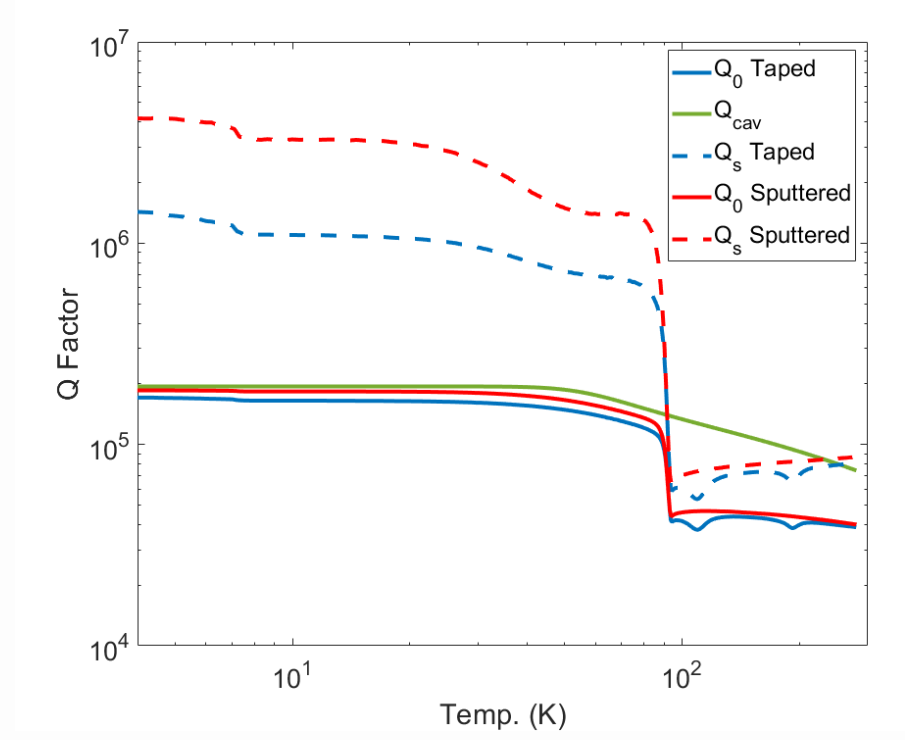 10^7
10^6
10^5
10^4
Q Factor
10^1
10^2
Temp. (K)
Q_0 Taped
Q_cav
Q_s Taped
Q_0 Sputtered
Q_s Sputtered